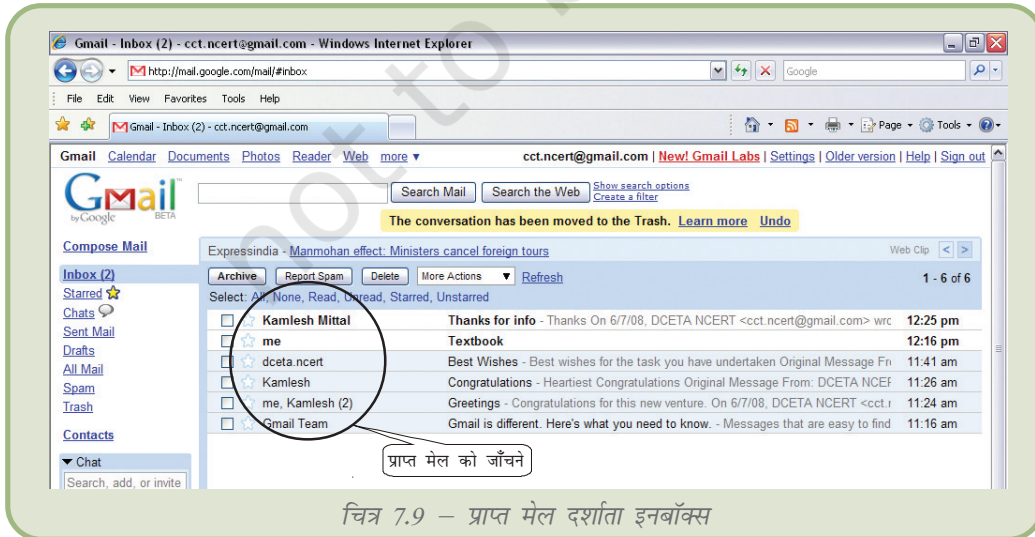 Gmail - Inbox (2) - cct.ncert@gmail.com - Windows Internet Explorer
http://mail.google.com/mail/#inbox
Google
File Edit View Favorites Tools Help
Gmail - Inbox (2) - cct.ncert@gmail.com
Page Tools
Gmail Calendar Documents Photos Reader Web more ▼ cct.ncert@gmail.com | New! Gmail Labs | Settings | Older version | Help | Sign out
Gmail by Google BETA
Search Mail Search the Web Show search options
Create a filter
The conversation has been moved to the Trash. Learn more Undo
Compose Mail
Expressindia - Manmohan effect: Ministers cancel foreign tours Web Clip < >
Inbox (2)
Archive Report Spam Delete More Actions ▼ Refresh 1 - 6 of 6
Starred
Select: All, None, Read, Unread, Starred, Unstarred
Chats
Kamlesh Mittal Thanks for info - Thanks On 6/7/08, DCETA NCERT <cct.ncert@gmail.com> wrc 12:25 pm
Sent Mail
me Textbook 12:16 pm
Drafts
dceta.ncert Best Wishes - Best wishes for the task you have undertaken Original Message Fr 11:41 am
All Mail
Kamlesh Congratulations - Heartiest Congratulations Original Message From: DCETA NCEF 11:26 am
Spam
me, Kamlesh (2) Greetings - Congratulations for this new venture. On 6/7/08, DCETA NCERT <cct.r 11:24 am
Trash
Gmail Team Gmail is different. Here's what you need to know. - Messages that are easy to find 11:16 am
Contacts
▼ Chat
Search, add, or invite
प्राप्त मेल को जाँचने
चित्र 7.9 – प्राप्त मेल दर्शाता इनबॉक्स
not to